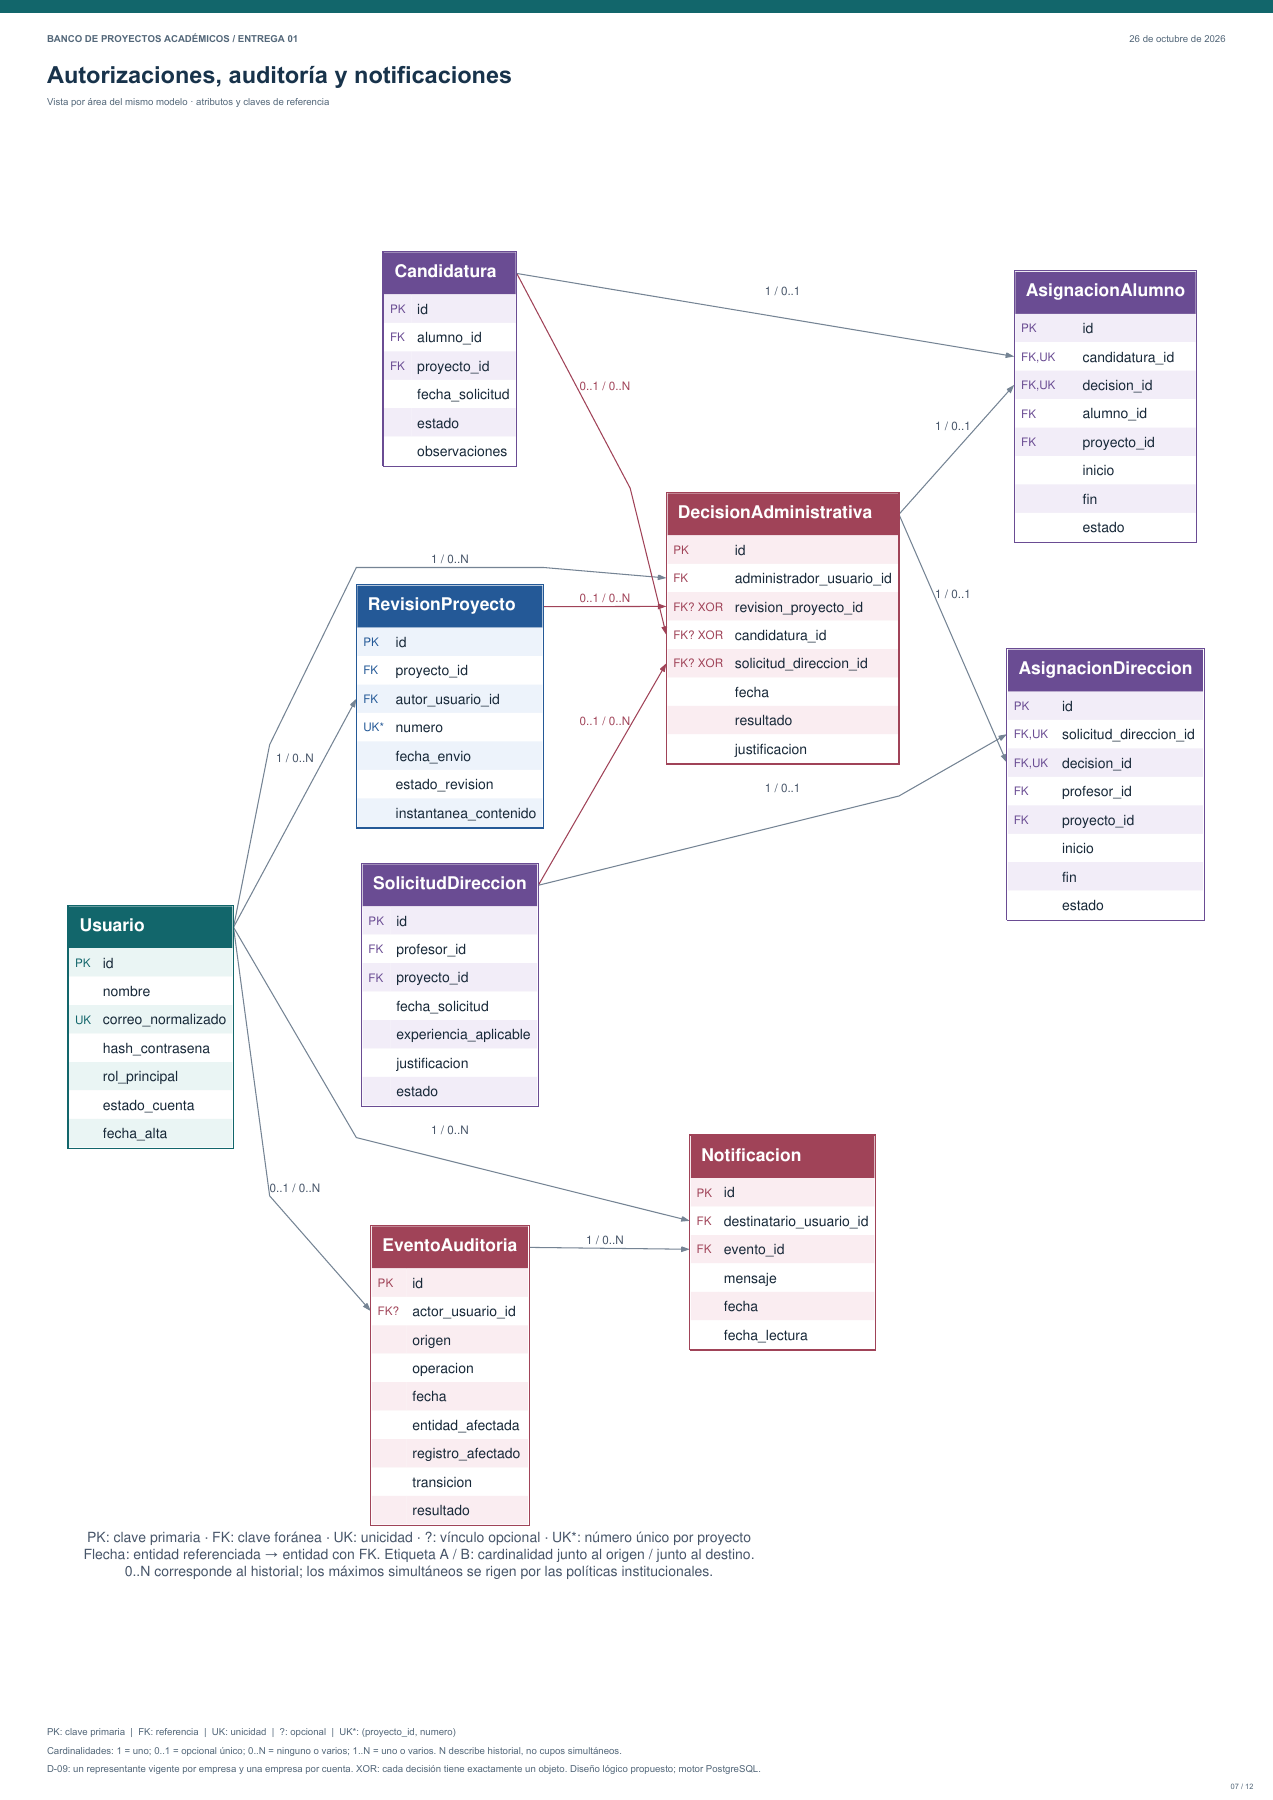 BANCO DE PROYECTOS ACADÉMICOS / ENTREGA 01
26 de octubre de 2026
Autorizaciones, auditoría y notificaciones
Vista por área del mismo modelo · atributos y claves de referencia
Candidatura
PK id
FK alumno_id
FK proyecto_id
fecha_solicitud
estado
observaciones
1 / 0..1
AsignacionAlumno
PK id
FK,UK candidatura_id
FK,UK decision_id
FK alumno_id
FK proyecto_id
inicio
fin
estado
0..1 / 0..N
1 / 0..1
DecisionAdministrativa
PK id
FK administrador_usuario_id
FK? XOR revision_proyecto_id
FK? XOR candidatura_id
FK? XOR solicitud_direccion_id
fecha
resultado
justificacion
1 / 0..N
0..1 / 0..N
1 / 0..1
RevisionProyecto
PK id
FK proyecto_id
FK autor_usuario_id
UK* numero
fecha_envio
estado_revision
instantanea_contenido
AsignacionDireccion
PK id
FK,UK solicitud_direccion_id
FK,UK decision_id
FK profesor_id
FK proyecto_id
inicio
fin
estado
0..1 / 0..N
1 / 0..N
1 / 0..1
SolicitudDireccion
PK id
FK profesor_id
FK proyecto_id
fecha_solicitud
experiencia_aplicable
justificacion
estado
Usuario
PK id
nombre
UK correo_normalizado
hash_contrasena
rol_principal
estado_cuenta
fecha_alta
1 / 0..N
0..1 / 0..N
Notificacion
PK id
FK destinatario_usuario_id
FK evento_id
mensaje
fecha
fecha_lectura
1 / 0..N
EventoAuditoria
PK id
FK? actor_usuario_id
origen
operacion
fecha
entidad_afectada
registro_afectado
transicion
resultado
PK: clave primaria · FK: clave foránea · UK: unicidad · ?: vínculo opcional · UK*: número único por proyecto
Flecha: entidad referenciada → entidad con FK. Etiqueta A / B: cardinalidad junto al origen / junto al destino.
0..N corresponde al historial; los máximos simultáneos se rigen por las políticas institucionales.
PK: clave primaria | FK: referencia | UK: unicidad | ?: opcional | UK*: (proyecto_id, numero)
Cardinalidades: 1 = uno; 0..1 = opcional único; 0..N = ninguno o varios; 1..N = uno o varios. N describe historial, no cupos simultáneos.
D-09: un representante vigente por empresa y una empresa por cuenta. XOR: cada decisión tiene exactamente un objeto. Diseño lógico propuesto; motor PostgreSQL.
07 / 12